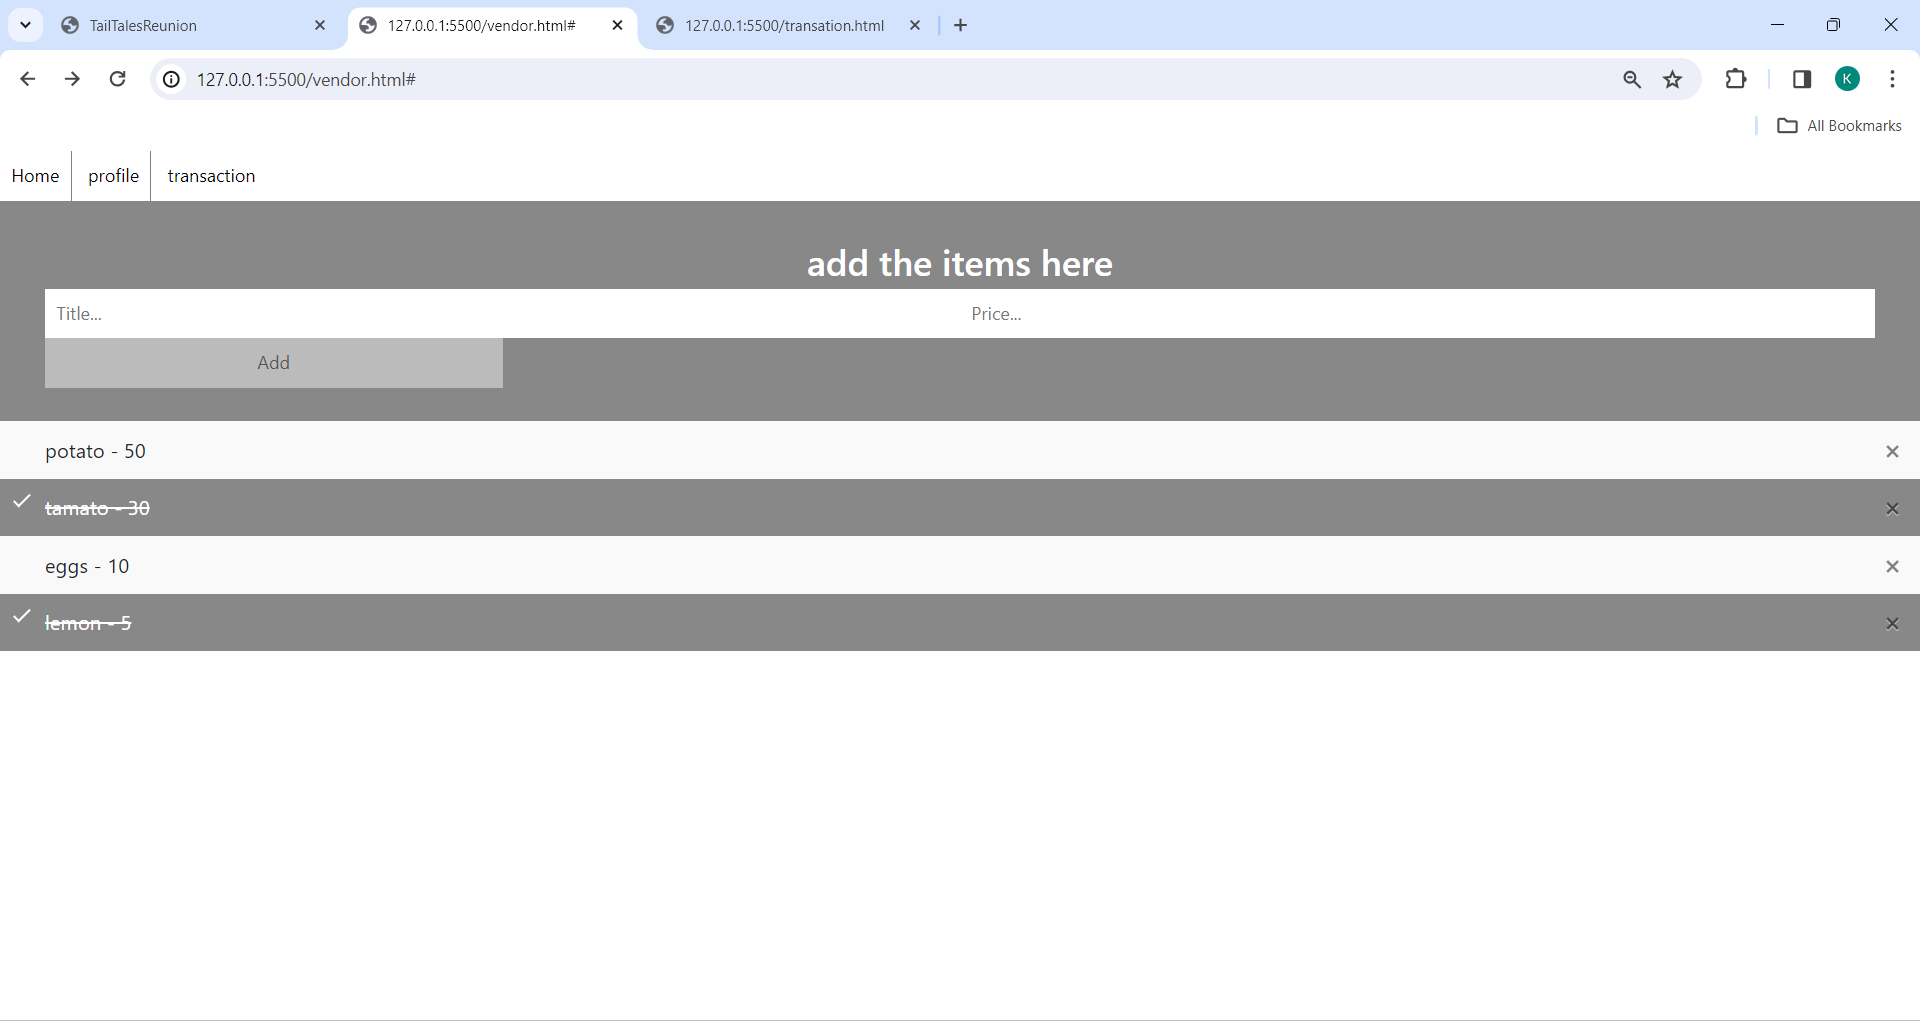 TailTalesReunion
127.0.0.1:5500/vendor.html#
127.0.0.1:5500/transation.html
127.0.0.1:5500/vendor.html#
K
All Bookmarks
Home profile transaction
add the items here
Title... Price...
Add
potato - 50
tamato - 30
eggs - 10
lemon - 5